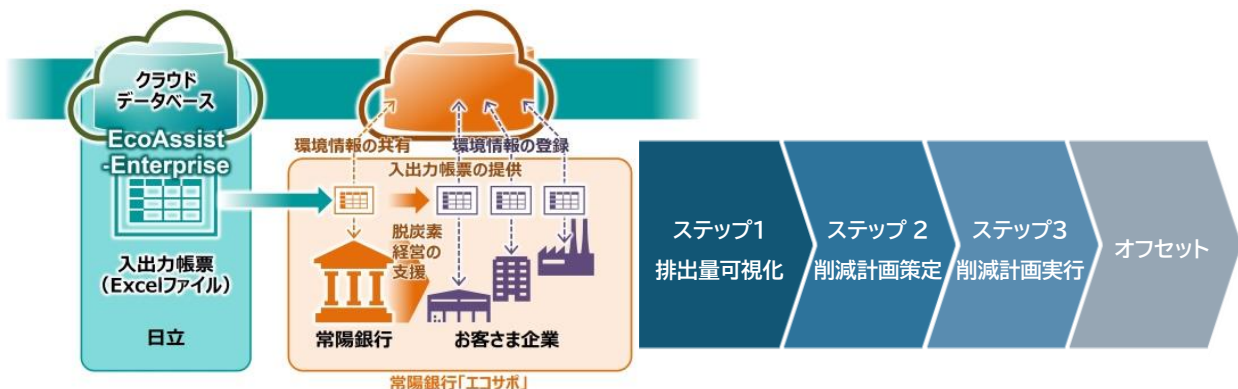 クラウド
データベース
EcoAssist
-Enterprise
入出力帳票
（Excelファイル）
日立
環境情報の共有
環境情報の登録
入出力帳票の提供
脱炭素
経営の
支援
常陽銀行
お客さま企業
常陽銀行「エコサポ」
ステップ1
排出量可視化
ステップ 2
削減計画策定
ステップ3
削減計画実行
オフセット